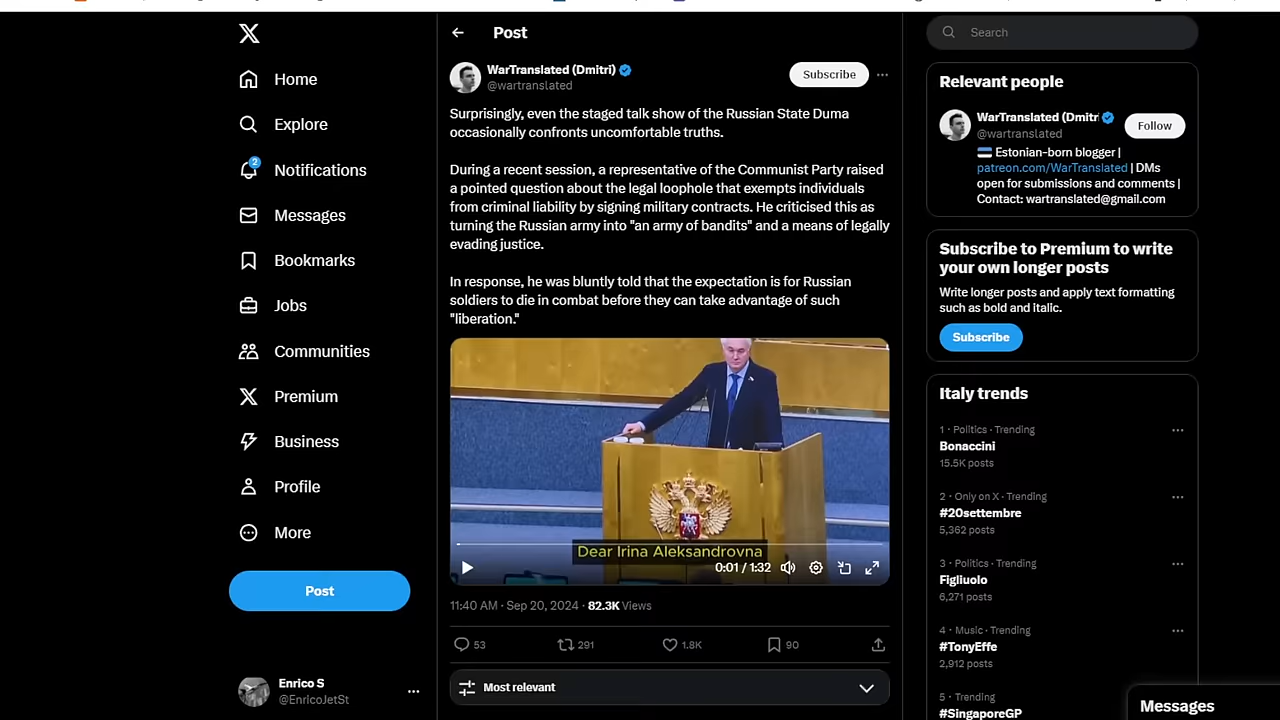 Post
Search
Home
Explore
2
Notifications
Messages
Bookmarks
Jobs
Communities
Premium
Business
Profile
More
Post
Enrico S
@EnricoJetSt
WarTranslated (Dmitri)
@wartranslated
Subscribe
Surprisingly, even the staged talk show of the Russian State Duma
occasionally confronts uncomfortable truths.
During a recent session, a representative of the Communist Party raised
a pointed question about the legal loophole that exempts individuals
from criminal liability by signing military contracts. He criticised this as
turning the Russian army into "an army of bandits" and a means of legally
evading justice.
In response, he was bluntly told that the expectation is for Russian
soldiers to die in combat before they can take advantage of such
"liberation."
Dear Irina Aleksandrovna
0:01 / 1:32
11:40 AM · Sep 20, 2024 · 82.3K Views
53 291 1.8K 90
Most relevant
Relevant people
WarTranslated (Dmitr
@wartranslated
Follow
Estonian-born blogger |
patreon.com/WarTranslated | DMs
open for submissions and comments |
Contact: wartranslated@gmail.com
Subscribe to Premium to write
your own longer posts
Write longer posts and apply text formatting
such as bold and italic.
Subscribe
Italy trends
1 · Politics · Trending
Bonaccini
15.5K posts
2 · Only on X · Trending
#20settembre
5,362 posts
3 · Politics · Trending
Figliuolo
6,271 posts
4 · Music · Trending
#TonyEffe
2,912 posts
5 · Trending
#SingaporeGP
Messages